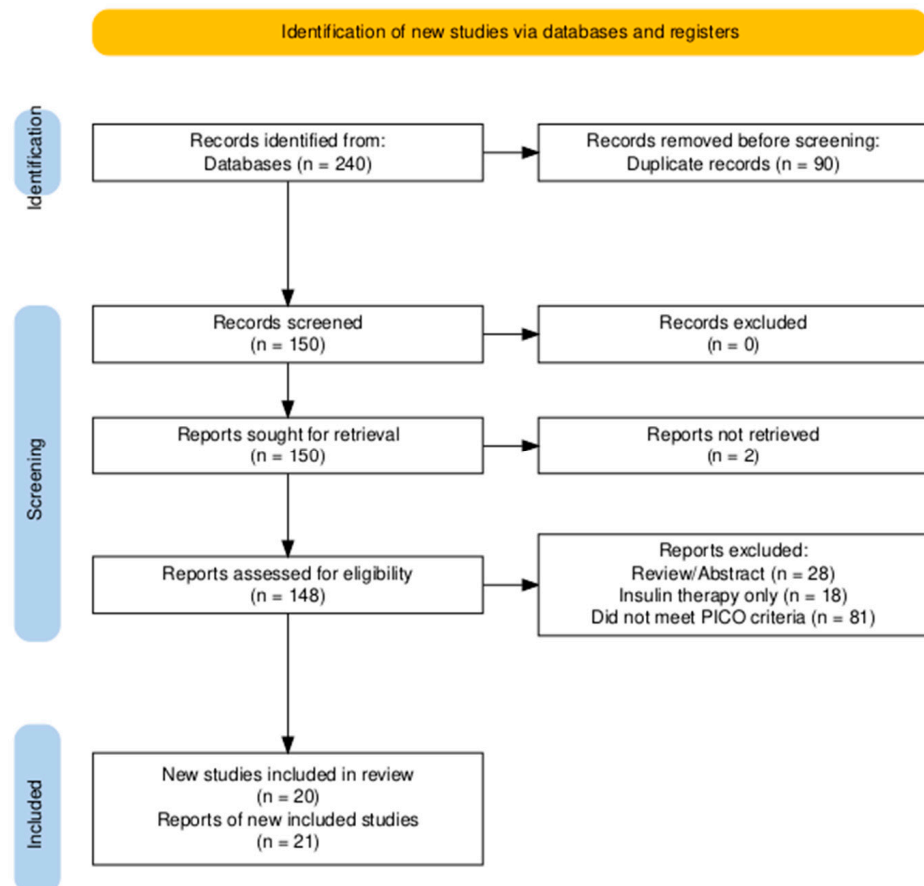 Identification of new studies via databases and registers
Identification
Records identified from:
Databases (n = 240)
Records removed before screening:
Duplicate records (n = 90)
Screening
Records screened
(n = 150)
Records excluded
(n = 0)
Reports sought for retrieval
(n = 150)
Reports not retrieved
(n = 2)
Reports assessed for eligibility
(n = 148)
Reports excluded:
Review/Abstract (n = 28)
Insulin therapy only (n = 18)
Did not meet PICO criteria (n = 81)
Included
New studies included in review
(n = 20)
Reports of new included studies
(n = 21)